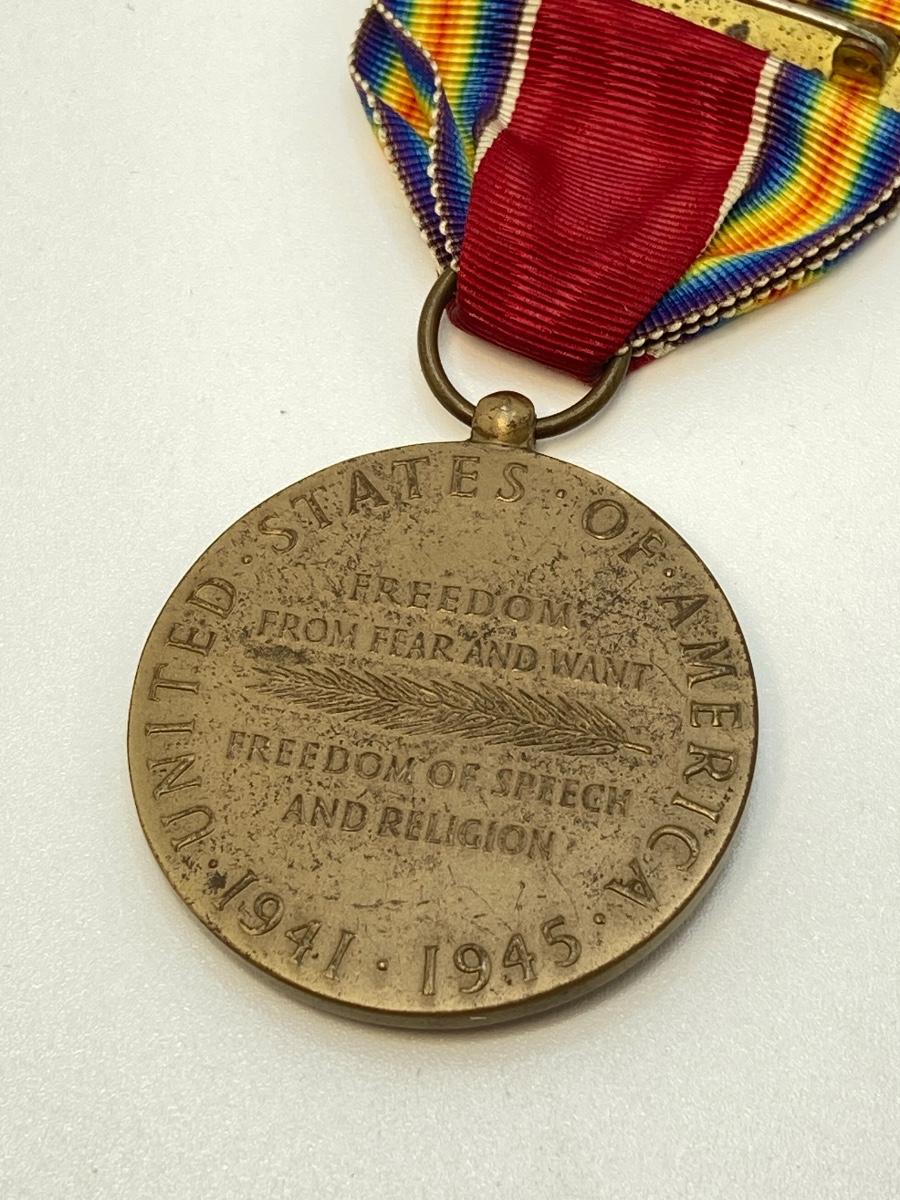 UNITED · STATES · OF · AMERICA
FREEDOM
FROM FEAR AND WANT
FREEDOM OF SPEECH
AND RELIGION
· 1941 · 1945 ·